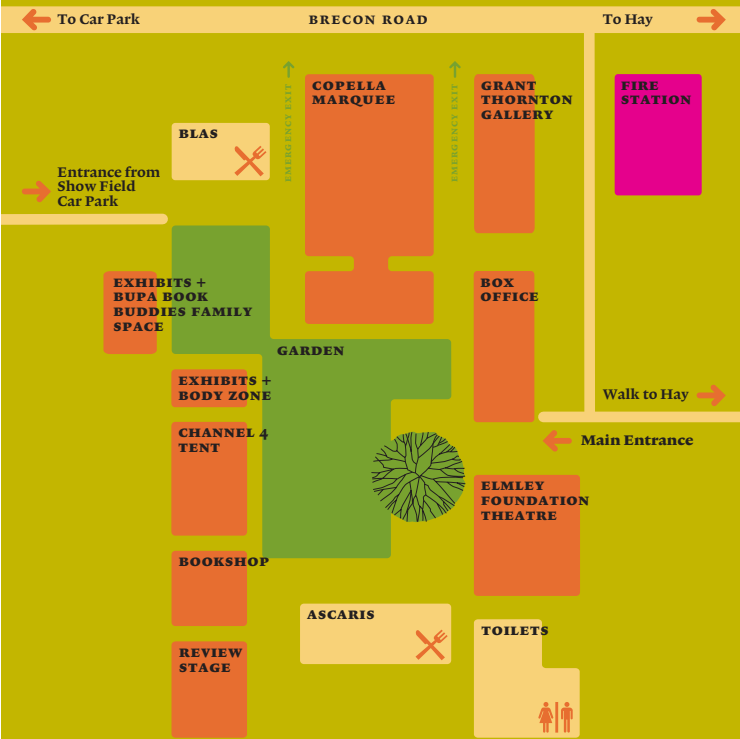 To Car Park
BRECON ROAD
To Hay
COPELLA
MARQUEE
GRANT
THORNTON
GALLERY
FIRE
STATION
EMERGENCY EXIT
EMERGENCY EXIT
BLAS
Entrance from
Show Field
Car Park
EXHIBITS +
BUPA BOOK
BUDDIES FAMILY
SPACE
BOX
OFFICE
GARDEN
EXHIBITS +
BODY ZONE
Walk to Hay
CHANNEL 4
TENT
Main Entrance
ELMLEY
FOUNDATION
THEATRE
BOOKSHOP
ASCARIS
TOILETS
REVIEW
STAGE